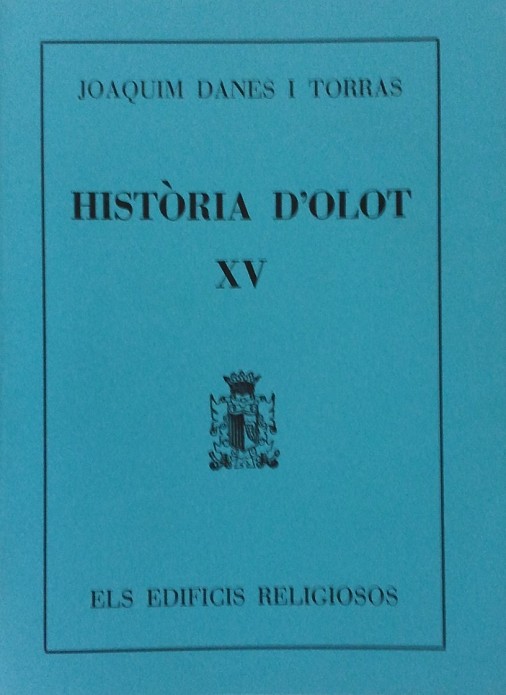 JOAQUIM DANES I TORRAS
HISTÒRIA D'OLOT
XV
ELS EDIFICIS RELIGIOSOS